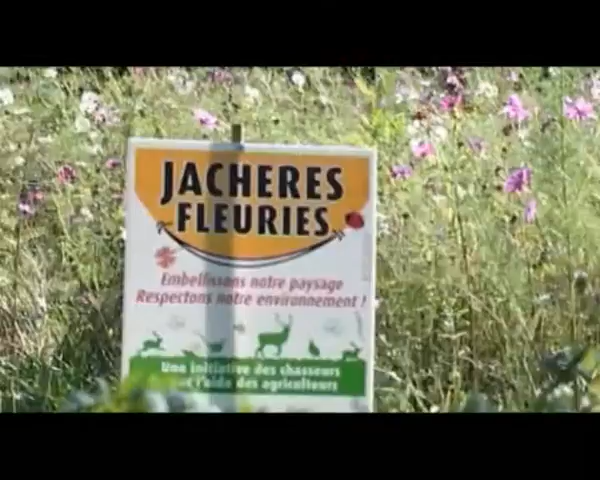 JACHERES
FLEURIES
Embellissons notre paysage
Respectons notre environnement !
Une initiative des chasseurs
avec l'aide des agriculteurs